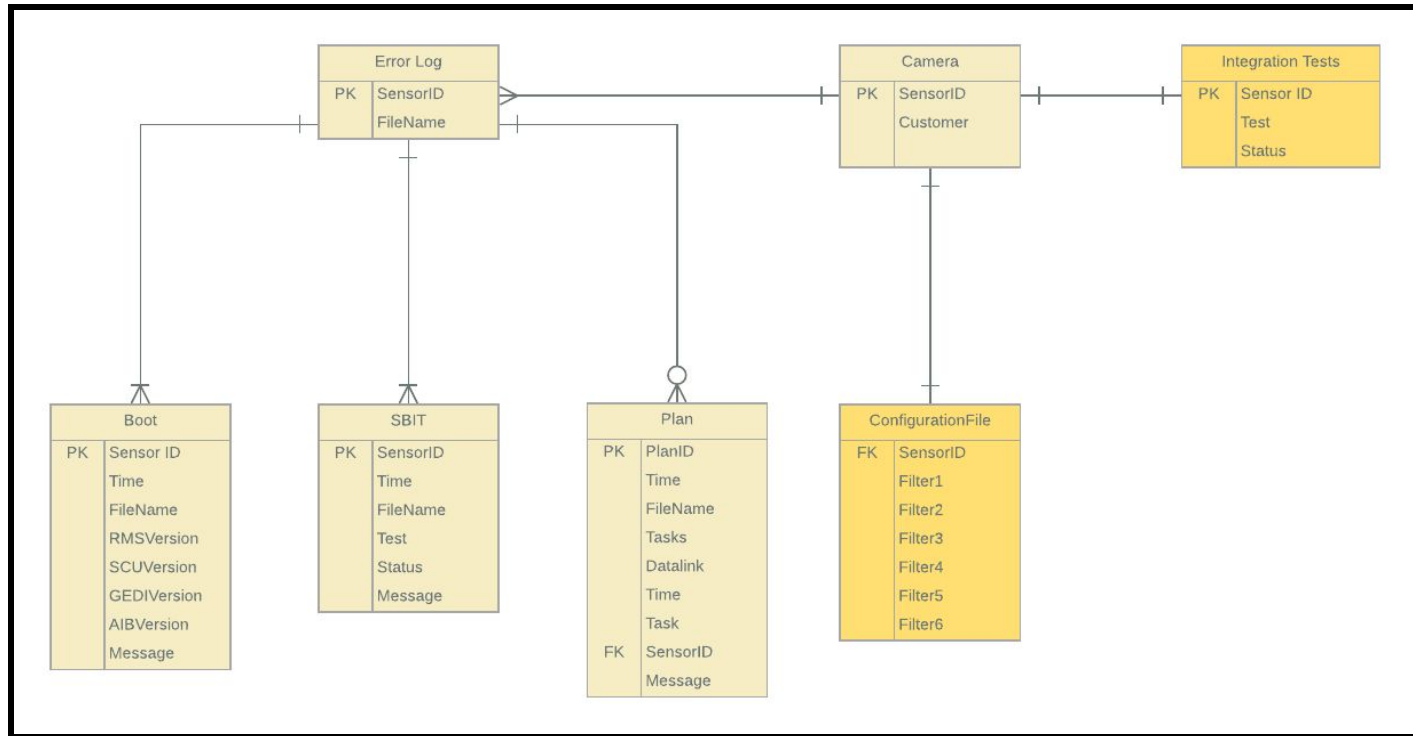 Error Log
PK SensorID
FileName
Camera
PK SensorID
Customer
Integration Tests
PK Sensor ID
Test
Status
Boot
PK Sensor ID
Time
FileName
RMSVersion
SCUVersion
GEDIVersion
AIBVersion
Message
SBIT
PK SensorID
Time
FileName
Test
Status
Message
Plan
PK PlanID
Time
FileName
Tasks
Datalink
Time
Task
FK SensorID
Message
ConfigurationFile
FK SensorID
Filter1
Filter2
Filter3
Filter4
Filter5
Filter6